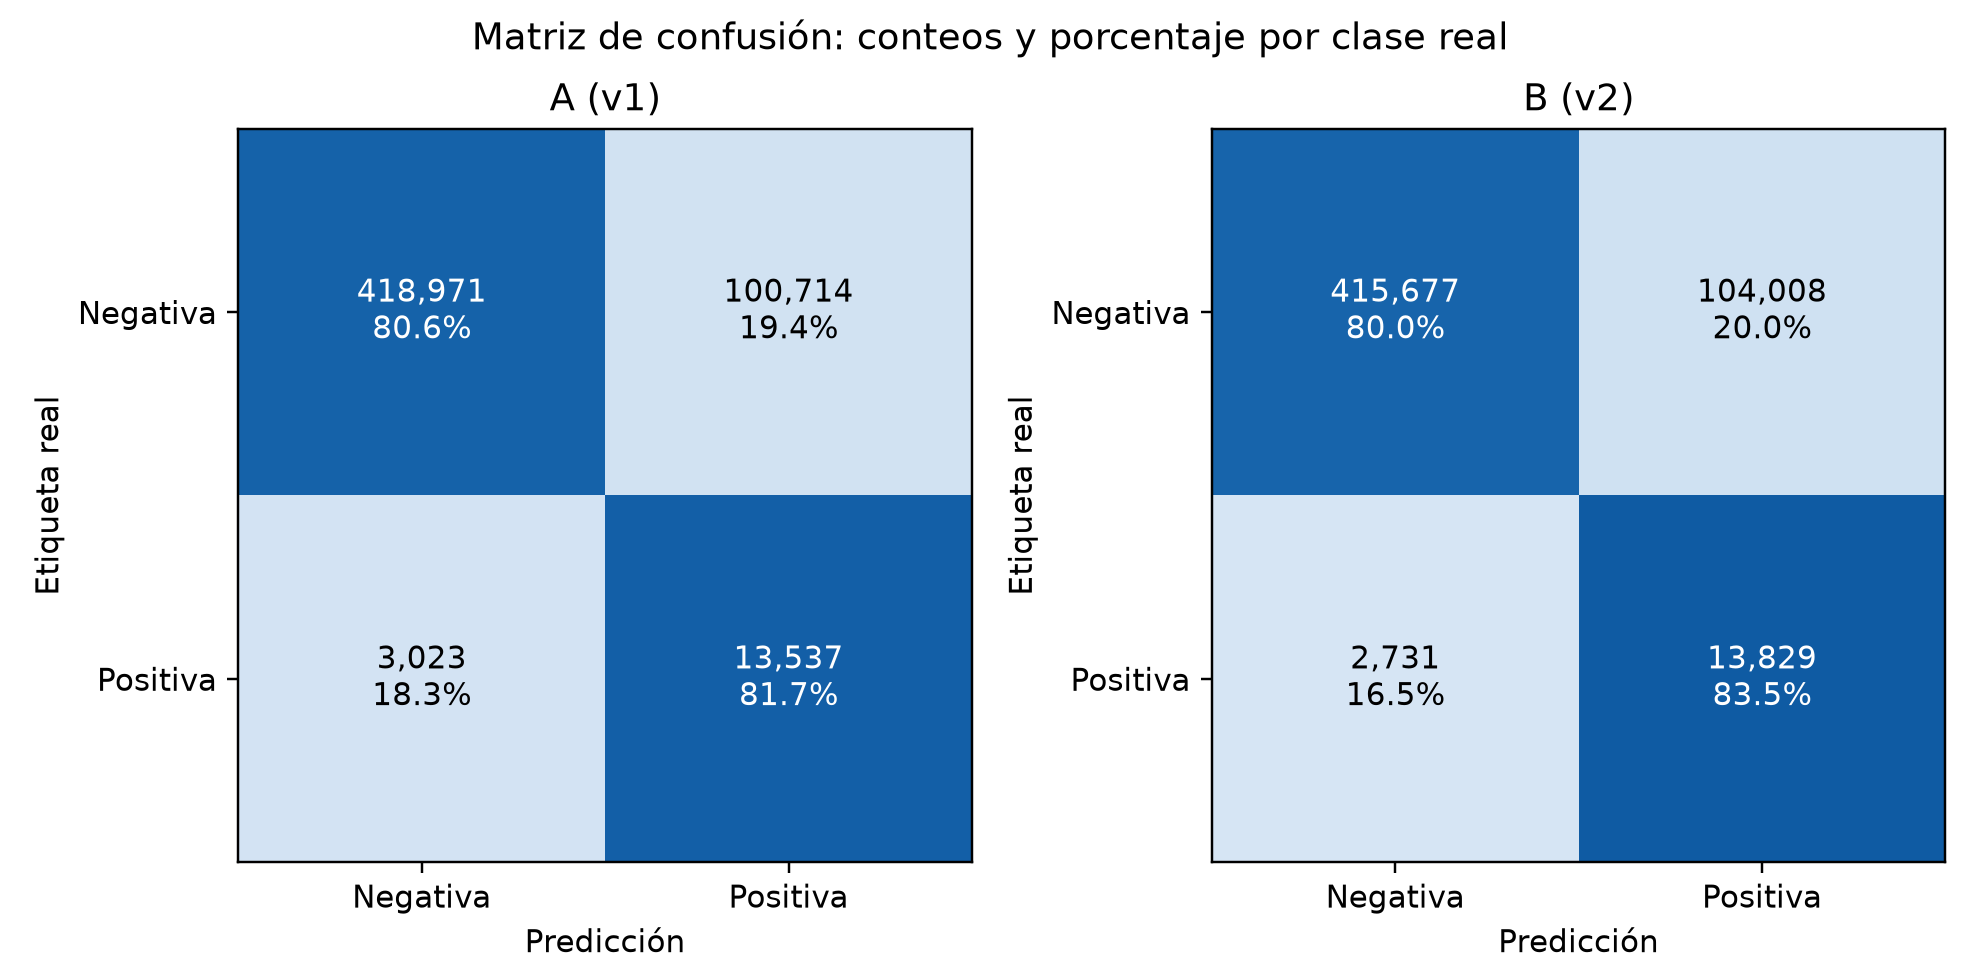 Matriz de confusión: conteos y porcentaje por clase real
A (v1)
Etiqueta real
Negativa
418,971
80.6%
100,714
19.4%
Positiva
3,023
18.3%
13,537
81.7%
Negativa
Positiva
Predicción
B (v2)
Etiqueta real
Negativa
415,677
80.0%
104,008
20.0%
Positiva
2,731
16.5%
13,829
83.5%
Negativa
Positiva
Predicción